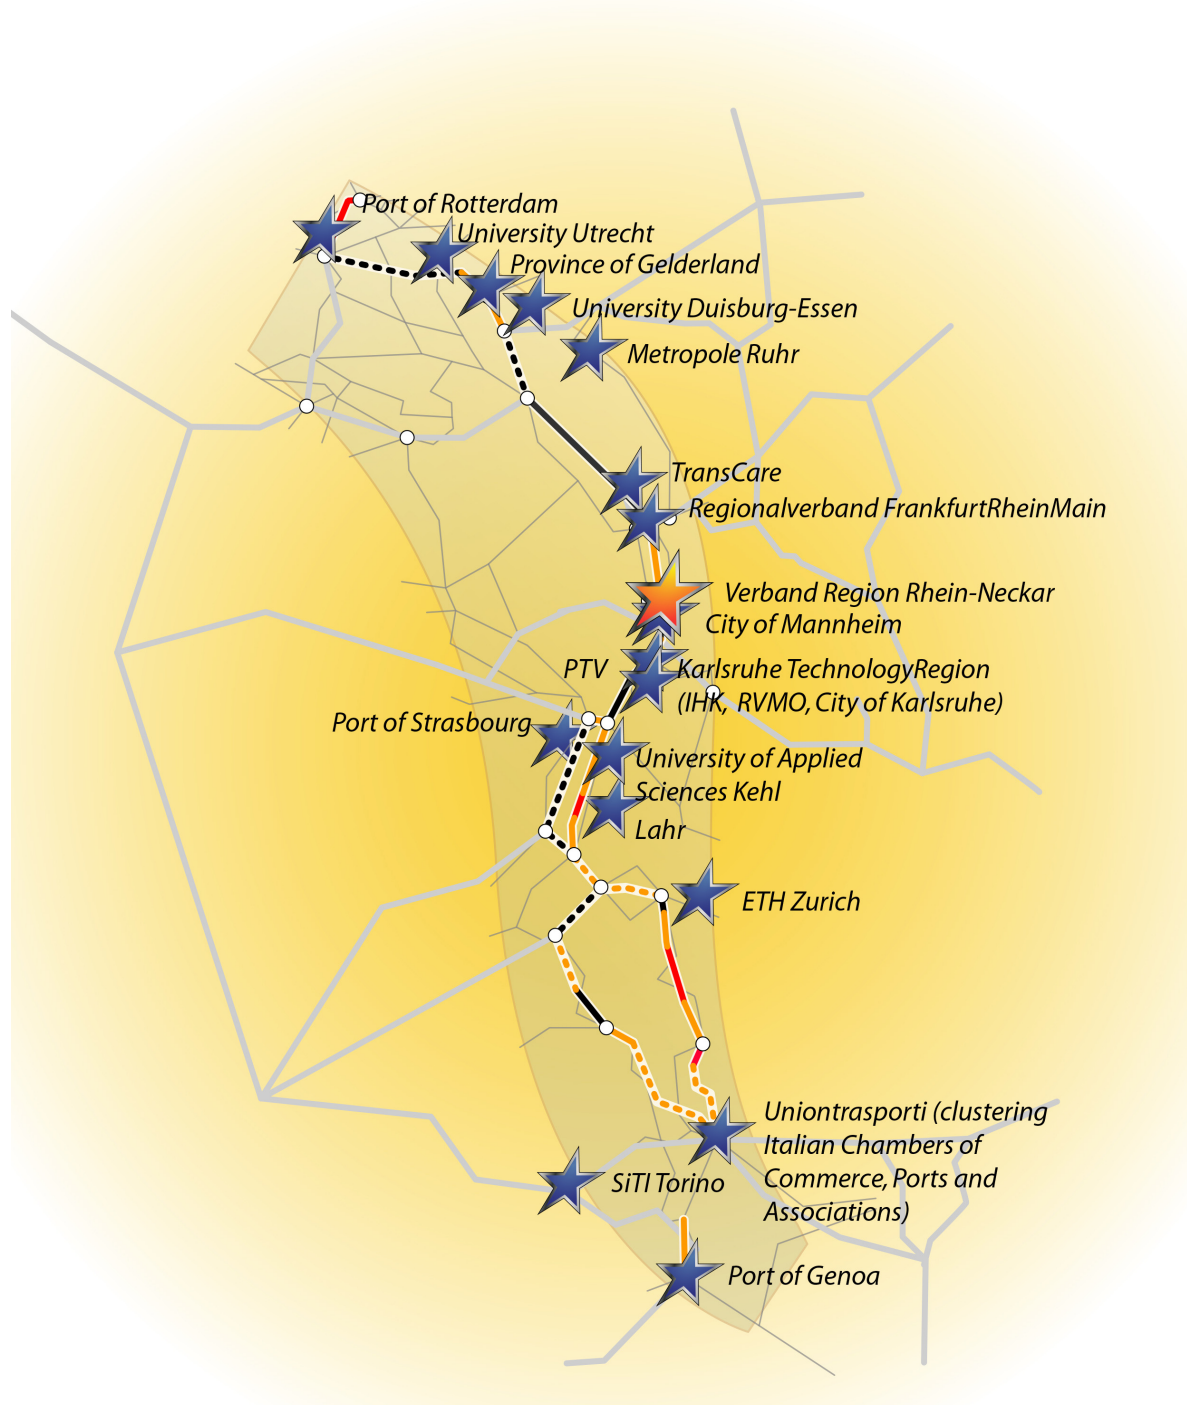 Port of Rotterdam
University Utrecht
Province of Gelderland
University Duisburg-Essen
Metropole Ruhr
TransCare
Regionalverband FrankfurtRheinMain
Verband Region Rhein-Neckar
City of Mannheim
PTV
Karlsruhe TechnologyRegion
(IHK, RVMO, City of Karlsruhe)
Port of Strasbourg
University of Applied
Sciences Kehl
Lahr
ETH Zurich
Uniontrasporti (clustering
Italian Chambers of
Commerce, Ports and
Associations)
SiTI Torino
Port of Genoa